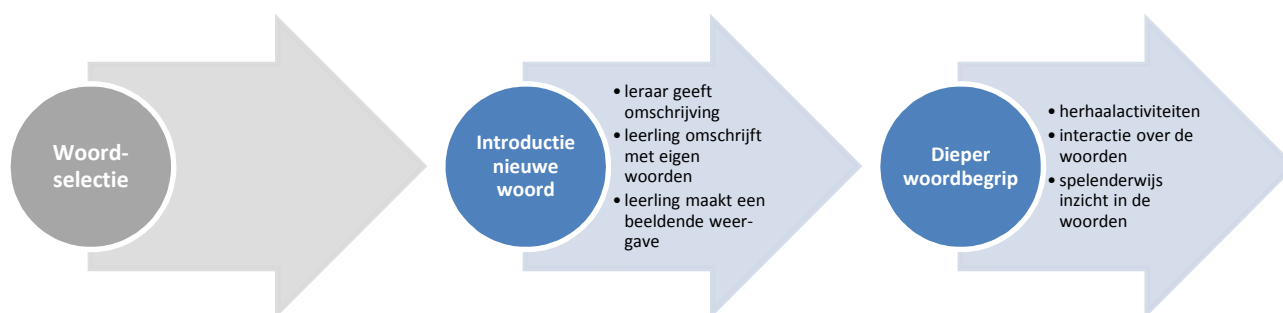 Woord-
selectie
Introductie
nieuwe
woord
• leraar geeft
omschrijving
• leerling omschrijft
met eigen
woorden
• leerling maakt een
beeldende weer-
gave
Dieper
woordbegrip
• herhaalactiviteiten
• interactie over de
woorden
• spelenderwijs
inzicht in de
woorden